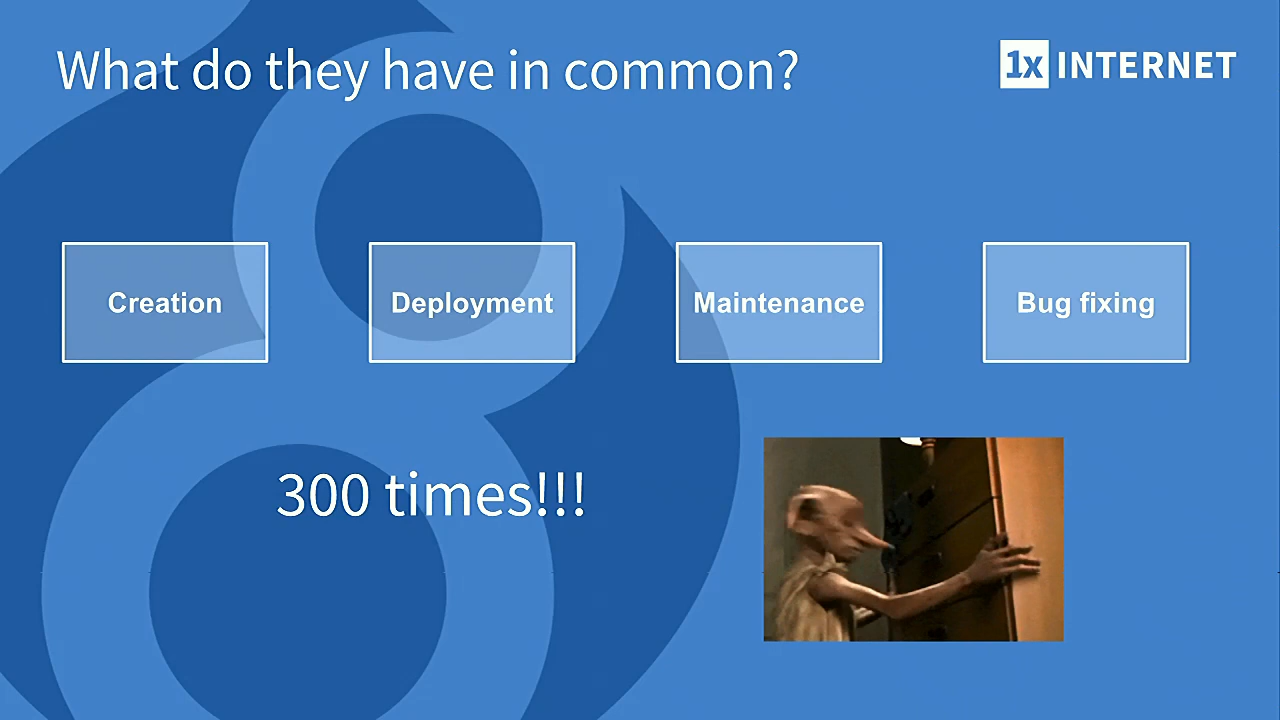 What do they have in common?
1x INTERNET
Creation
Deployment
Maintenance
Bug fixing
300 times!!!